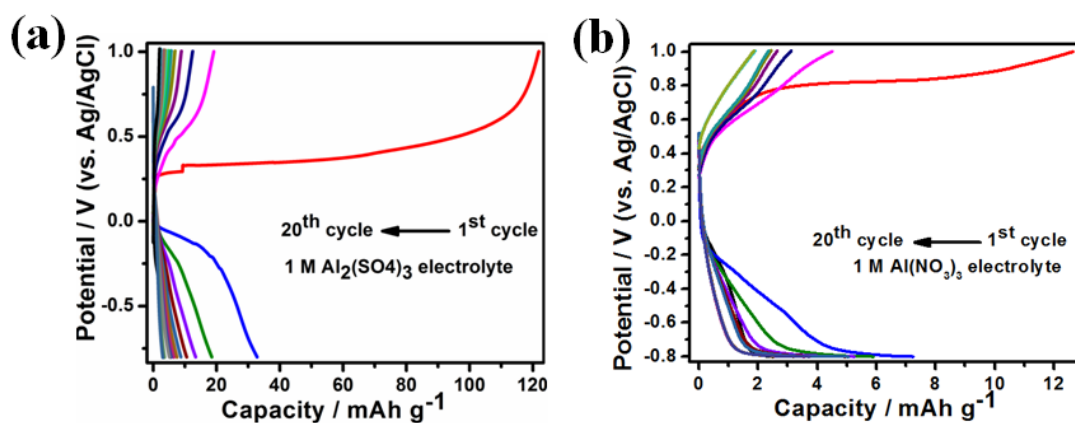 (a)
Potential / V (vs. Ag/AgCl)
1.0
0.5
0.0
-0.5
20th cycle ← 1st cycle
1 M Al2(SO4)3 electrolyte
0 20 40 60 80 100 120
Capacity / mAh g-1
(b)
Potential / V (vs. Ag/AgCl)
1.0
0.8
0.6
0.4
0.2
0.0
-0.2
-0.4
-0.6
-0.8
20th cycle ← 1st cycle
1 M Al(NO3)3 electrolyte
0 2 4 6 8 10 12
Capacity / mAh g-1